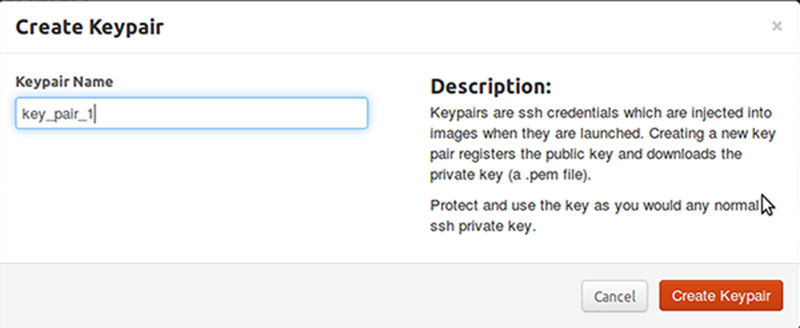 Create Keypair
×
Keypair Name
key_pair_1
Description:
Keypairs are ssh credentials which are injected into
images when they are launched. Creating a new key
pair registers the public key and downloads the
private key (a .pem file).
Protect and use the key as you would any normal
ssh private key.
Cancel
Create Keypair